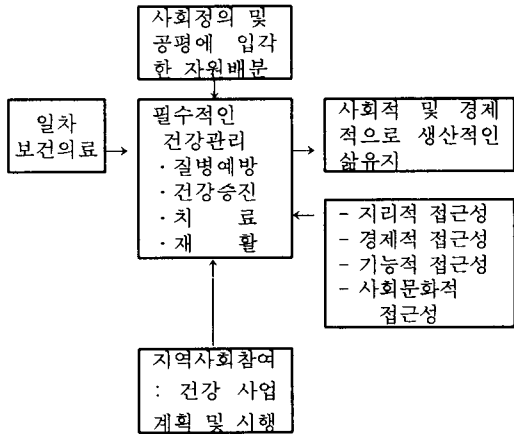 사회정의 및
공평에 입각
한 자원배분
일차
보건의료
필수적인
건강관리
· 질병예방
· 건강증진
· 치 료
· 재 활
사회적 및 경제
적으로 생산적인
삶유지
- 지리적 접근성
- 경제적 접근성
- 기능적 접근성
- 사회문화적
접근성
지역사회참여
: 건강 사업
계획 및 시행